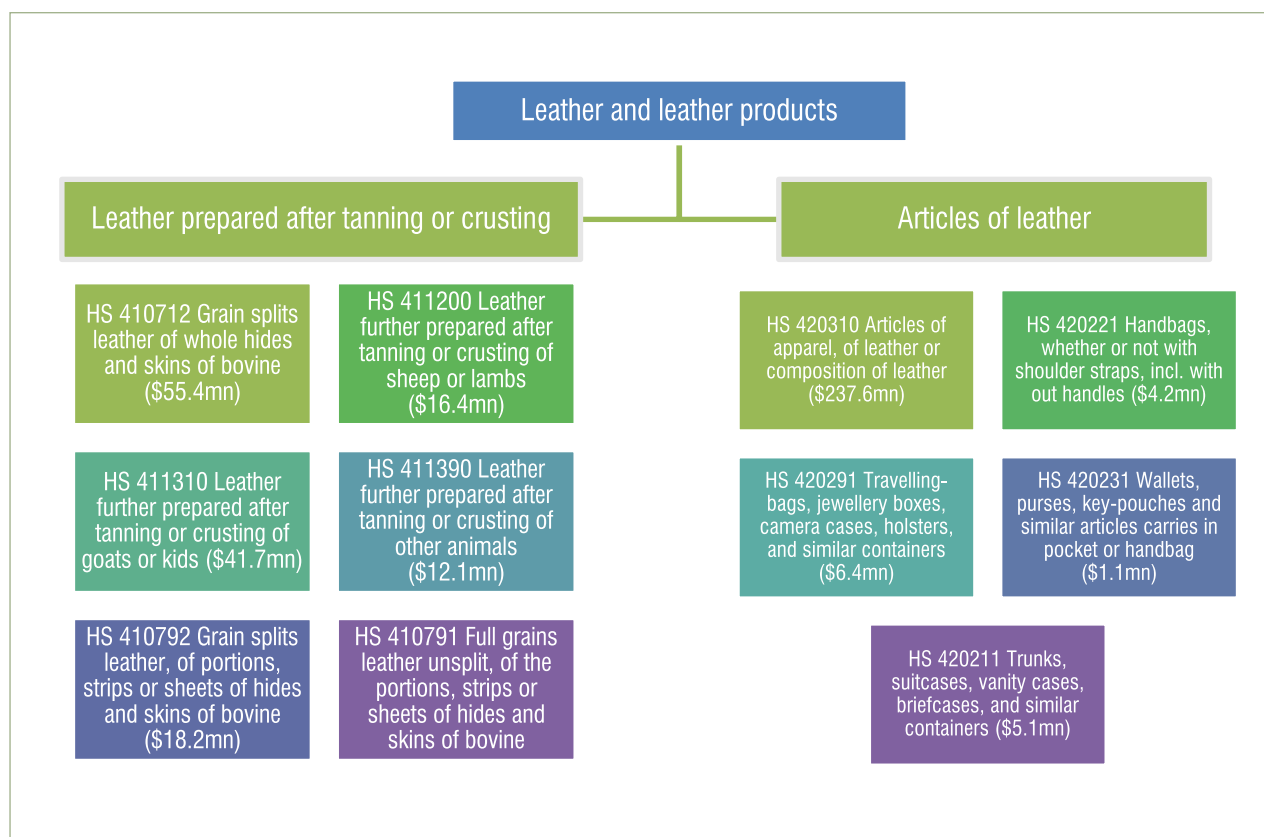 Leather and leather products
Leather prepared after tanning or crusting
HS 410712 Grain splits
leather of whole hides
and skins of bovine
($55.4mn)
HS 411200 Leather
further prepared after
tanning or crusting of
sheep or lambs
($16.4mn)
HS 411310 Leather
further prepared after
tanning or crusting of
goats or kids ($41.7mn)
HS 411390 Leather
further prepared after
tanning or crusting of
other animals
($12.1mn)
HS 410792 Grain splits
leather, of portions,
strips or sheets of hides
and skins of bovine
($18.2mn)
HS 410791 Full grains
leather unsplit, of the
portions, strips or
sheets of hides and
skins of bovine
Articles of leather
HS 420310 Articles of
apparel, of leather or
composition of leather
($237.6mn)
HS 420221 Handbags,
whether or not with
shoulder straps, incl. with
out handles ($4.2mn)
HS 420291 Travelling-
bags, jewellery boxes,
camera cases, holsters,
and similar containers
($6.4mn)
HS 420231 Wallets,
purses, key-pouches and
similar articles carries in
pocket or handbag
($1.1mn)
HS 420211 Trunks,
suitcases, vanity cases,
briefcases, and similar
containers ($5.1mn)